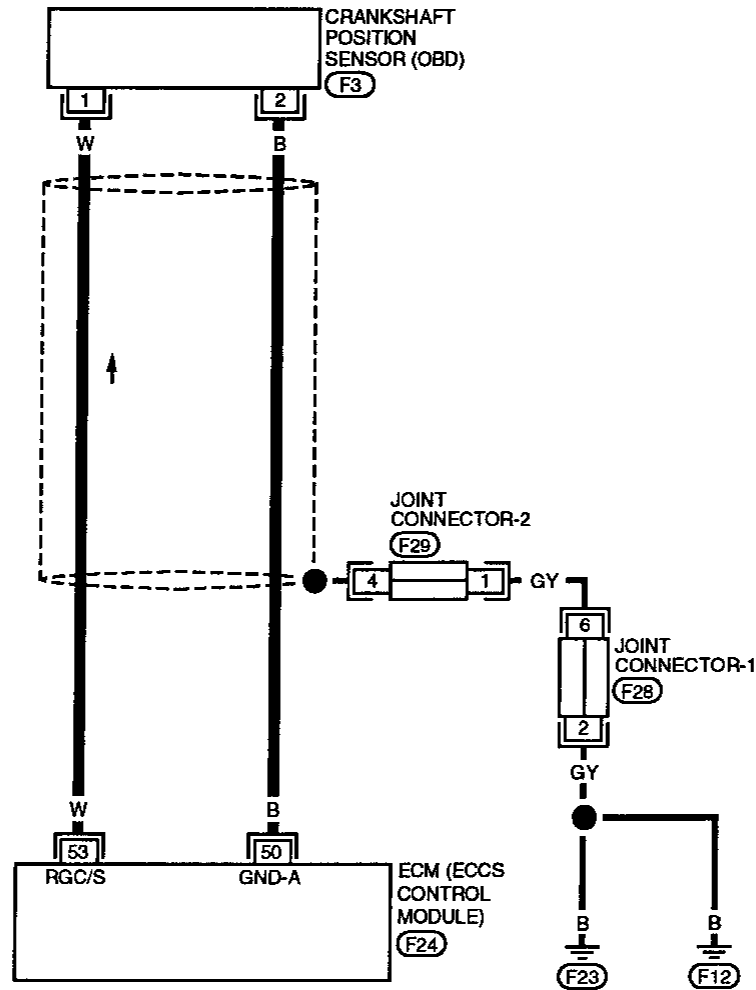 CRANKSHAFT
POSITION
SENSOR (OBD)
F3
1
2
W
B
JOINT
CONNECTOR-2
F29
4
1
GY
6
JOINT
CONNECTOR-1
F28
2
GY
W
B
53
50
RGC/S
GND-A
ECM (ECCS
CONTROL
MODULE)
F24
B
B
F23
F12